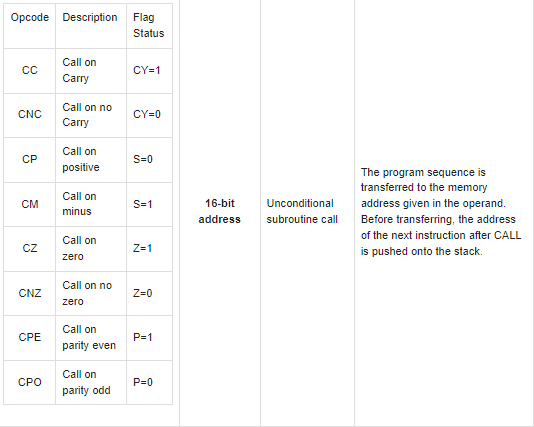 Opcode Description Flag
Status
CC Call on
Carry CY=1
CNC Call on no
Carry CY=0
CP Call on
positive S=0
CM Call on
minus S=1
CZ Call on
zero Z=1
CNZ Call on no
zero Z=0
CPE Call on
parity even P=1
CPO Call on
parity odd P=0
16-bit
address
Unconditional
subroutine call
The program sequence is
transferred to the memory
address given in the operand.
Before transferring, the address
of the next instruction after CALL
is pushed onto the stack.